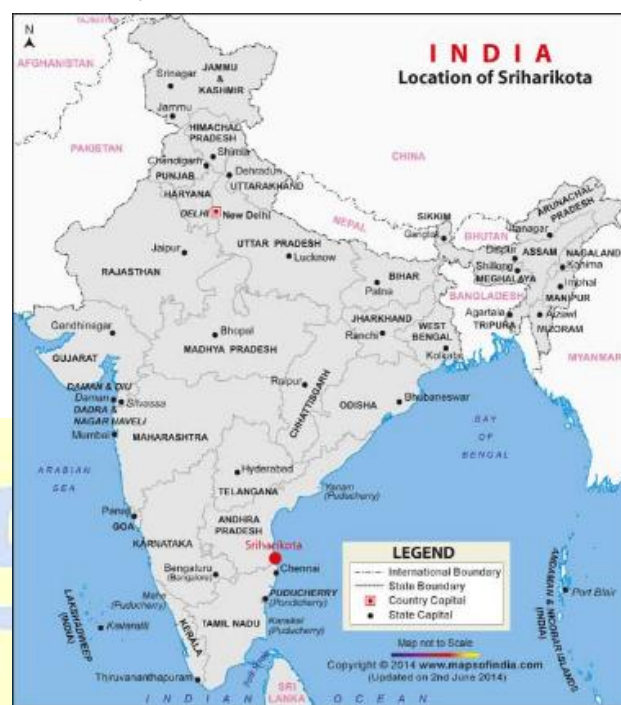 INDIA
Location of Sriharikota
N
AFGHANISTAN
JAMMU
&
KASHMIR
Srinagar
Jammu
PAKISTAN
CHINA
HIMACHAL
PRADESH
Shimla
Chandigarh
PUNJAB
Dehradun
UTTARAKHAND
HARYANA
DELHI
New Delhi
NEPAL
SIKKIM
Gangtok
BHUTAN
ARUNACHAL
PRADESH
Itanagar
Dispur
ASSAM
NAGALAND
Kohima
Shillong
MEGHALAYA
Imphal
MANIPUR
BANGLADESH
Agartala
TRIPURA
Aizawl
MIZORAM
MYANMAR
Jaipur
RAJASTHAN
UTTAR PRADESH
Lucknow
BIHAR
Patna
JHARKHAND
Ranchi
WEST
BENGAL
Kolkata
Gandhinagar
GUJARAT
Bhopal
MADHYA PRADESH
Raipur
CHHATTISGARH
ODISHA
Bhubaneswar
DAMAN & DIU
Daman
Silvassa
DADRA &
NAGAR HAVELI
Mumbai
MAHARASHTRA
BAY
OF
BENGAL
ARABIAN
SEA
Hyderabad
TELANGANA
Yanam
(Puducherry)
Panaji
GOA
ANDHRA
PRADESH
KARNATAKA
Sriharikota
Bengaluru
(Bangalore)
Chennai
Mahe
(Puducherry)
PUDUCHERRY
(Pondicherry)
Karaikal
(Puducherry)
TAMIL NADU
KERALA
LAKSHADWEEP
(INDIA)
Kavaratti
Thiruvananthapuram
SRI
LANKA
INDIAN OCEAN
ANDAMAN & NICOBAR ISLANDS
(INDIA)
Port Blair
LEGEND
International Boundary
State Boundary
Country Capital
State Capital
Map not to Scale
Copyright © 2014 www.mapsofindia.com
(Updated on 2nd June 2014)